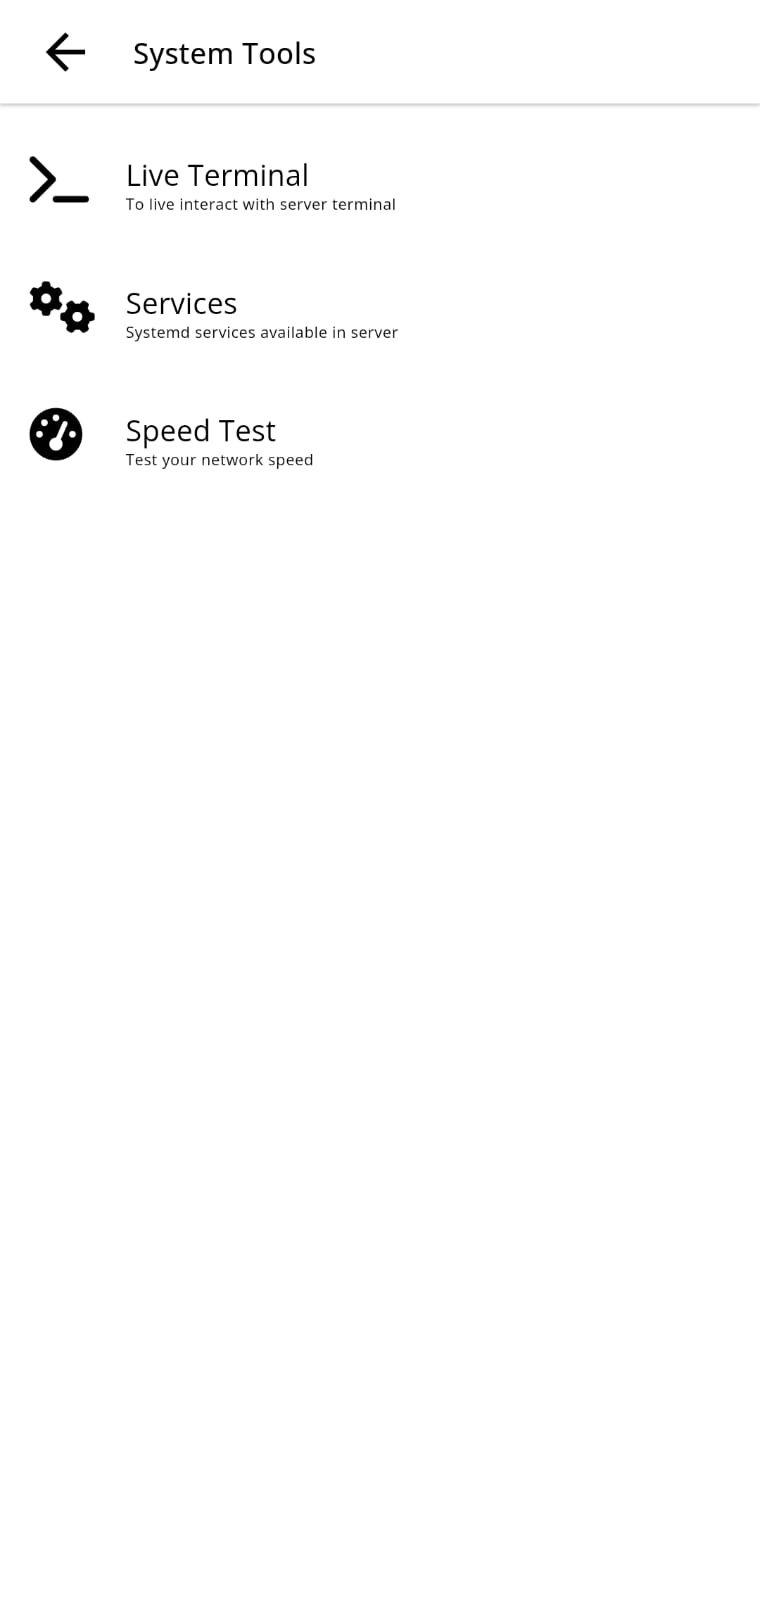 System Tools
Live Terminal
To live interact with server terminal
Services
Systemd services available in server
Speed Test
Test your network speed